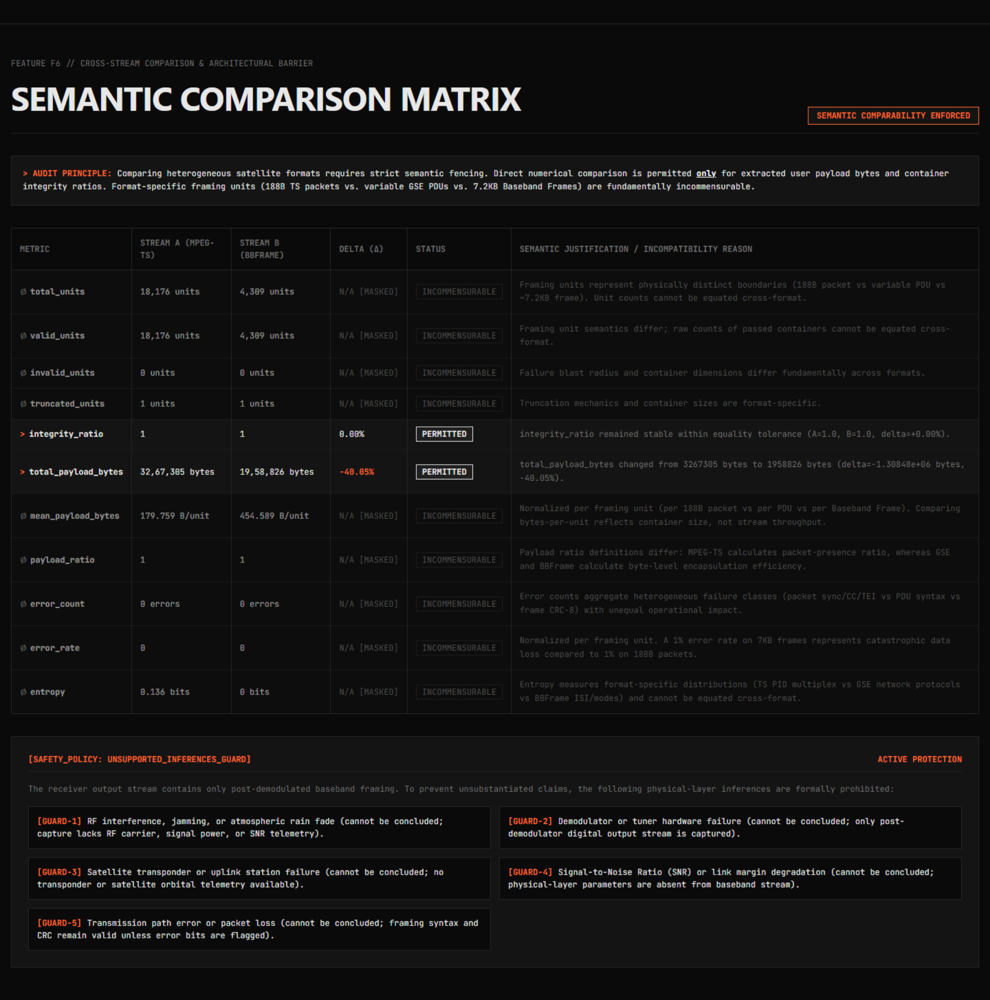 FEATURE F6 // CROSS-STREAM COMPARISON & ARCHITECTURAL BARRIER
SEMANTIC COMPARISON MATRIX
SEMANTIC COMPARABILITY ENFORCED
> AUDIT PRINCIPLE: Comparing heterogeneous satellite formats requires strict semantic fencing. Direct numerical comparison is permitted only for extracted user payload bytes and container
integrity ratios. Format-specific framing units (188B TS packets vs. variable GSE PDUs vs. 7.2KB Baseband Frames) are fundamentally incommensurable.
METRIC
STREAM A (MPEG-
TS)
STREAM B
(BBFRAME)
DELTA (Δ)
STATUS
SEMANTIC JUSTIFICATION / INCOMPATIBILITY REASON
Ø total_units
18,176 units
4,309 units
N/A [MASKED]
INCOMMENSURABLE
Framing units represent physically distinct boundaries (188B packet vs variable PDU vs
~7.2KB frame). Unit counts cannot be equated cross-format.
Ø valid_units
18,176 units
4,309 units
N/A [MASKED]
INCOMMENSURABLE
Framing unit semantics differ; raw counts of passed containers cannot be equated cross-
format.
Ø invalid_units
0 units
0 units
N/A [MASKED]
INCOMMENSURABLE
Failure blast radius and container dimensions differ fundamentally across formats.
Ø truncated_units
1 units
1 units
N/A [MASKED]
INCOMMENSURABLE
Truncation mechanics and container sizes are format-specific.
> integrity_ratio
1
1
0.00%
PERMITTED
integrity_ratio remained stable within equality tolerance (A=1.0, B=1.0, delta=+0.00%).
> total_payload_bytes
32,67,305 bytes
19,58,826 bytes
-40.05%
PERMITTED
total_payload_bytes changed from 3267305 bytes to 1958826 bytes (delta=-1.30848e+06 bytes,
-40.05%).
Ø mean_payload_bytes
179.759 B/unit
454.589 B/unit
N/A [MASKED]
INCOMMENSURABLE
Normalized per framing unit (per 188B packet vs per PDU vs per Baseband Frame). Comparing
bytes-per-unit reflects container size, not stream throughput.
Ø payload_ratio
1
1
N/A [MASKED]
INCOMMENSURABLE
Payload ratio definitions differ: MPEG-TS calculates packet-presence ratio, whereas GSE
and BBFrame calculate byte-level encapsulation efficiency.
Ø error_count
0 errors
0 errors
N/A [MASKED]
INCOMMENSURABLE
Error counts aggregate heterogeneous failure classes (packet sync/CC/TEI vs PDU syntax vs
frame CRC-8) with unequal operational impact.
Ø error_rate
0
0
N/A [MASKED]
INCOMMENSURABLE
Normalized per framing unit. A 1% error rate on 7KB frames represents catastrophic data
loss compared to 1% on 188B packets.
Ø entropy
0.136 bits
0 bits
N/A [MASKED]
INCOMMENSURABLE
Entropy measures format-specific distributions (TS PID multiplex vs GSE network protocols
vs BBFrame ISI/modes) and cannot be equated cross-format.
[SAFETY_POLICY: UNSUPPORTED_INFERENCES_GUARD]
ACTIVE PROTECTION
The receiver output stream contains only post-demodulated baseband framing. To prevent unsubstantiated claims, the following physical-layer inferences are formally prohibited:
[GUARD-1] RF interference, jamming, or atmospheric rain fade (cannot be concluded;
capture lacks RF carrier, signal power, or SNR telemetry).
[GUARD-2] Demodulator or tuner hardware failure (cannot be concluded; only post-
demodulator digital output stream is captured).
[GUARD-3] Satellite transponder or uplink station failure (cannot be concluded; no
transponder or satellite orbital telemetry available).
[GUARD-4] Signal-to-Noise Ratio (SNR) or link margin degradation (cannot be concluded;
physical-layer parameters are absent from baseband stream).
[GUARD-5] Transmission path error or packet loss (cannot be concluded; framing syntax and
CRC remain valid unless error bits are flagged).